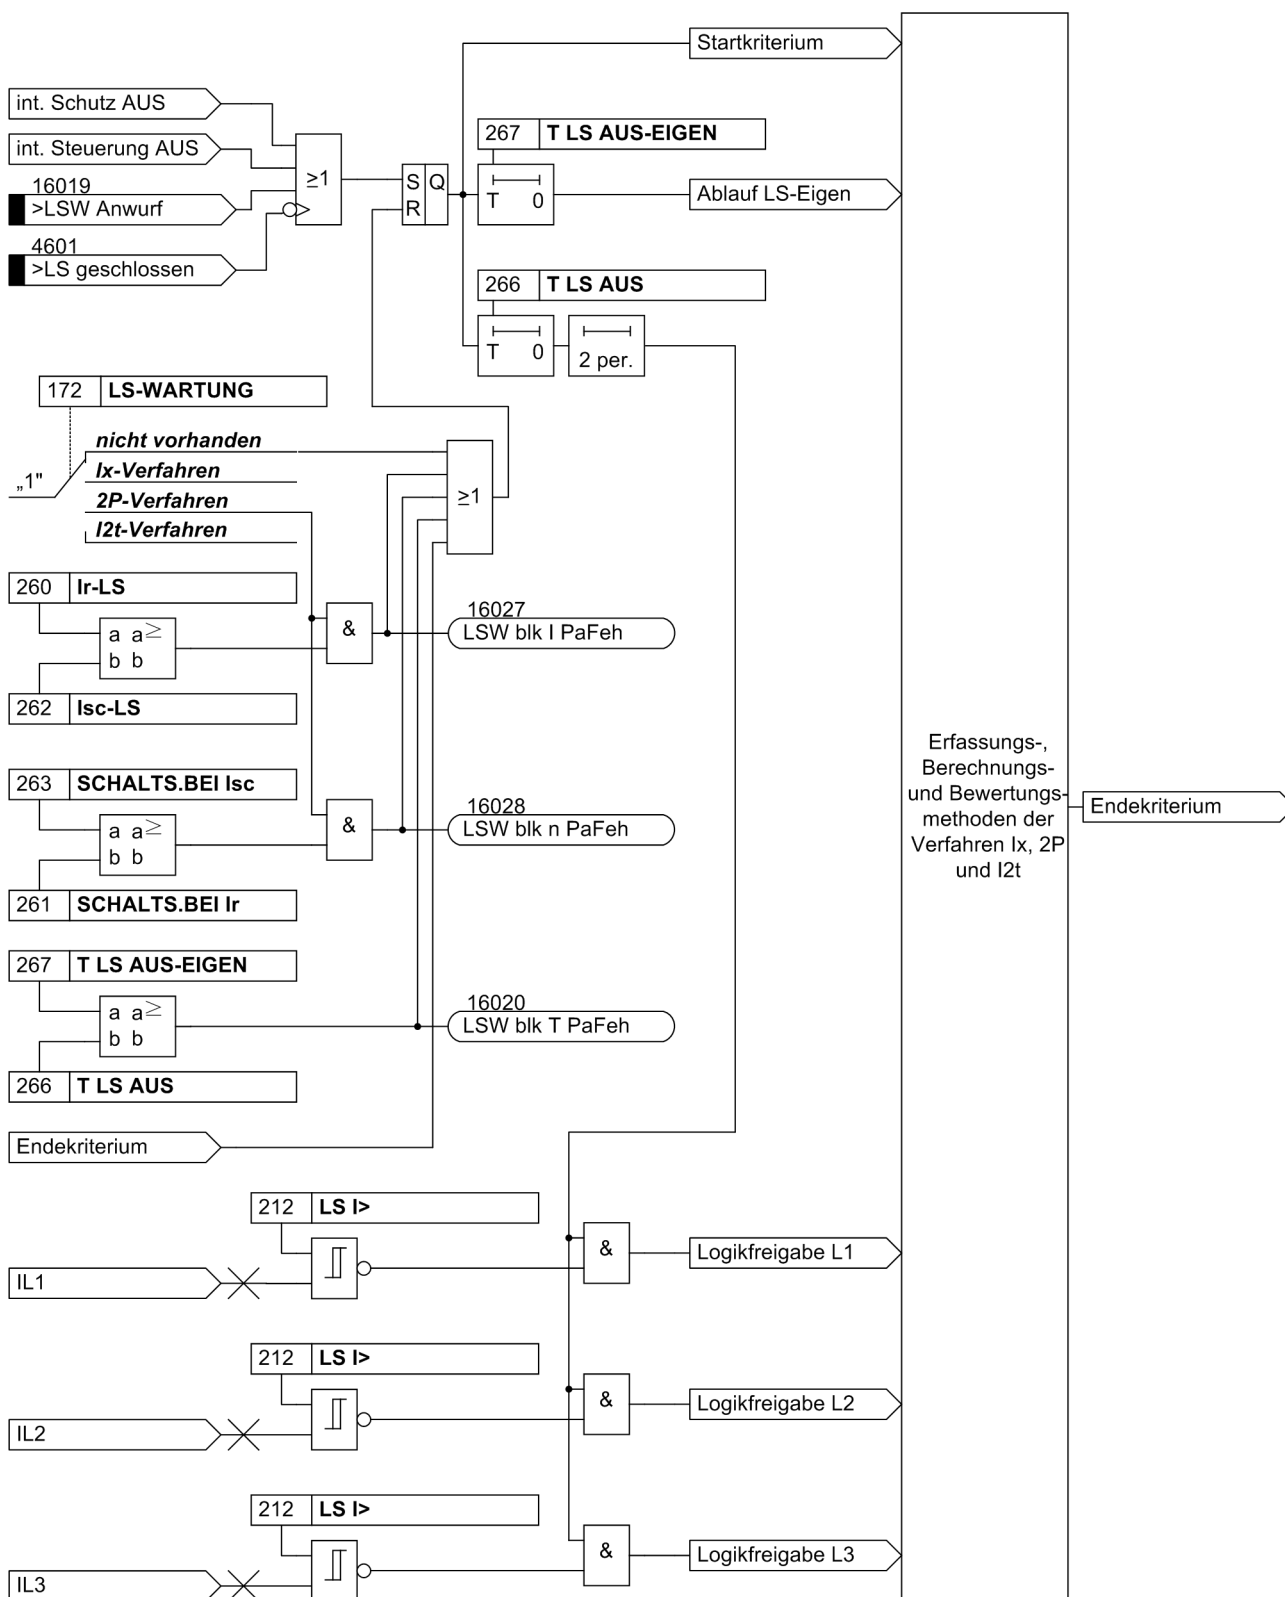 Startkriterium
int. Schutz AUS
267 T LS AUS-EIGEN
int. Steuerung AUS
≥1
S Q
R
T 0
Ablauf LS-Eigen
16019
>LSW Anwurf
4601
>LS geschlossen
266 T LS AUS
T 0
2 per.
172 LS-WARTUNG
„1"
nicht vorhanden
Ix-Verfahren
2P-Verfahren
I2t-Verfahren
≥1
260 Ir-LS
a a≥
b b
&
16027
LSW blk I PaFeh
262 Isc-LS
Erfassungs-,
Berechnungs-
und Bewertungs-
methoden der
Verfahren Ix, 2P
und I2t
Endekriterium
263 SCHALTS.BEI Isc
a a≥
b b
&
16028
LSW blk n PaFeh
261 SCHALTS.BEI Ir
267 T LS AUS-EIGEN
a a≥
b b
16020
LSW blk T PaFeh
266 T LS AUS
Endekriterium
212 LS I>
IL1
&
Logikfreigabe L1
212 LS I>
IL2
&
Logikfreigabe L2
212 LS I>
IL3
&
Logikfreigabe L3